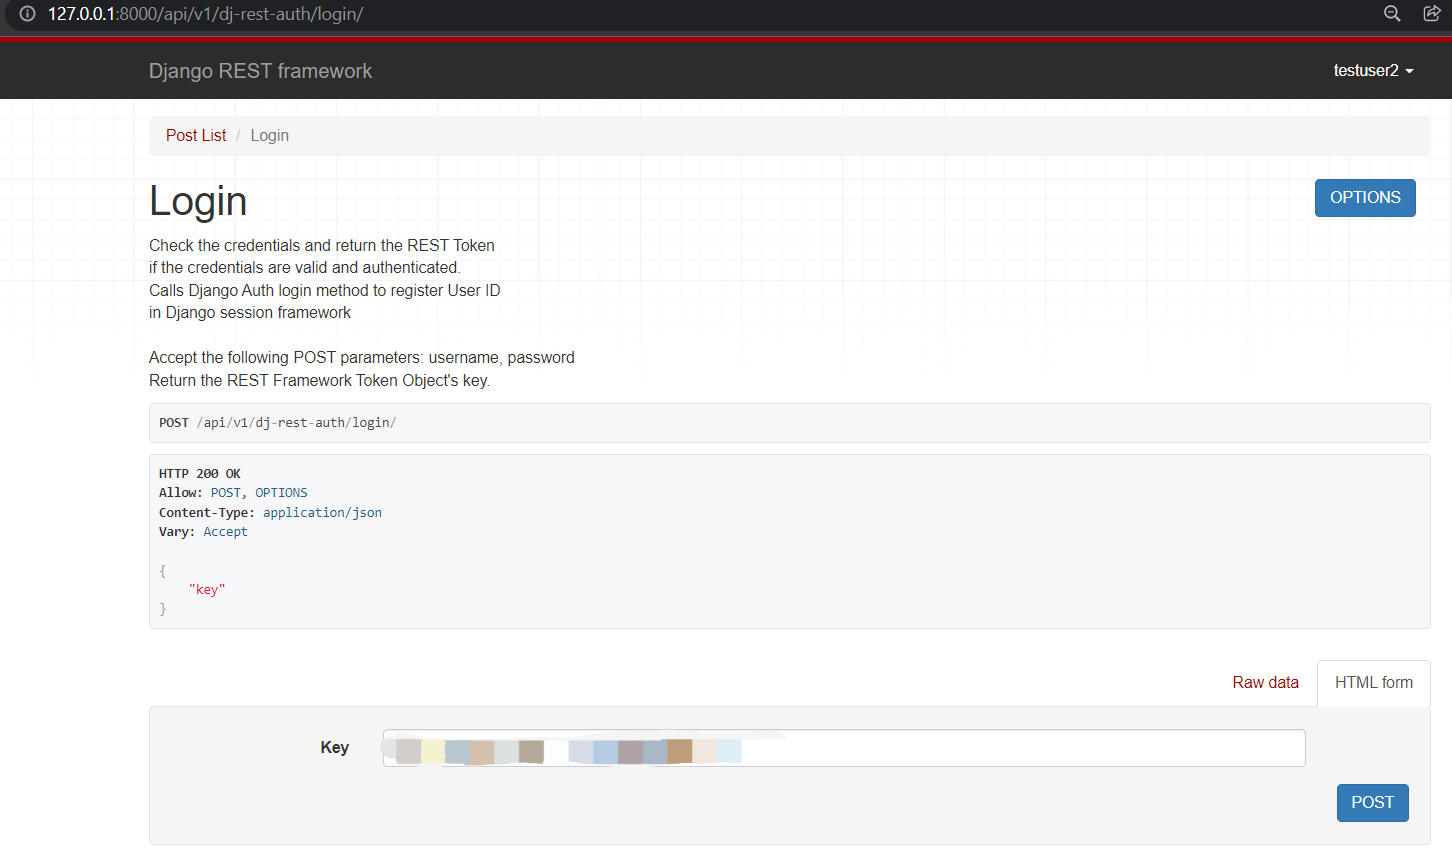 127.0.0.1:8000/api/v1/dj-rest-auth/login/
Django REST framework
testuser2
Post List / Login
Login
OPTIONS
Check the credentials and return the REST Token
if the credentials are valid and authenticated.
Calls Django Auth login method to register User ID
in Django session framework
Accept the following POST parameters: username, password
Return the REST Framework Token Object's key.
POST /api/v1/dj-rest-auth/login/
HTTP 200 OK
Allow: POST, OPTIONS
Content-Type: application/json
Vary: Accept
{
"key"
}
Raw data
HTML form
Key
POST